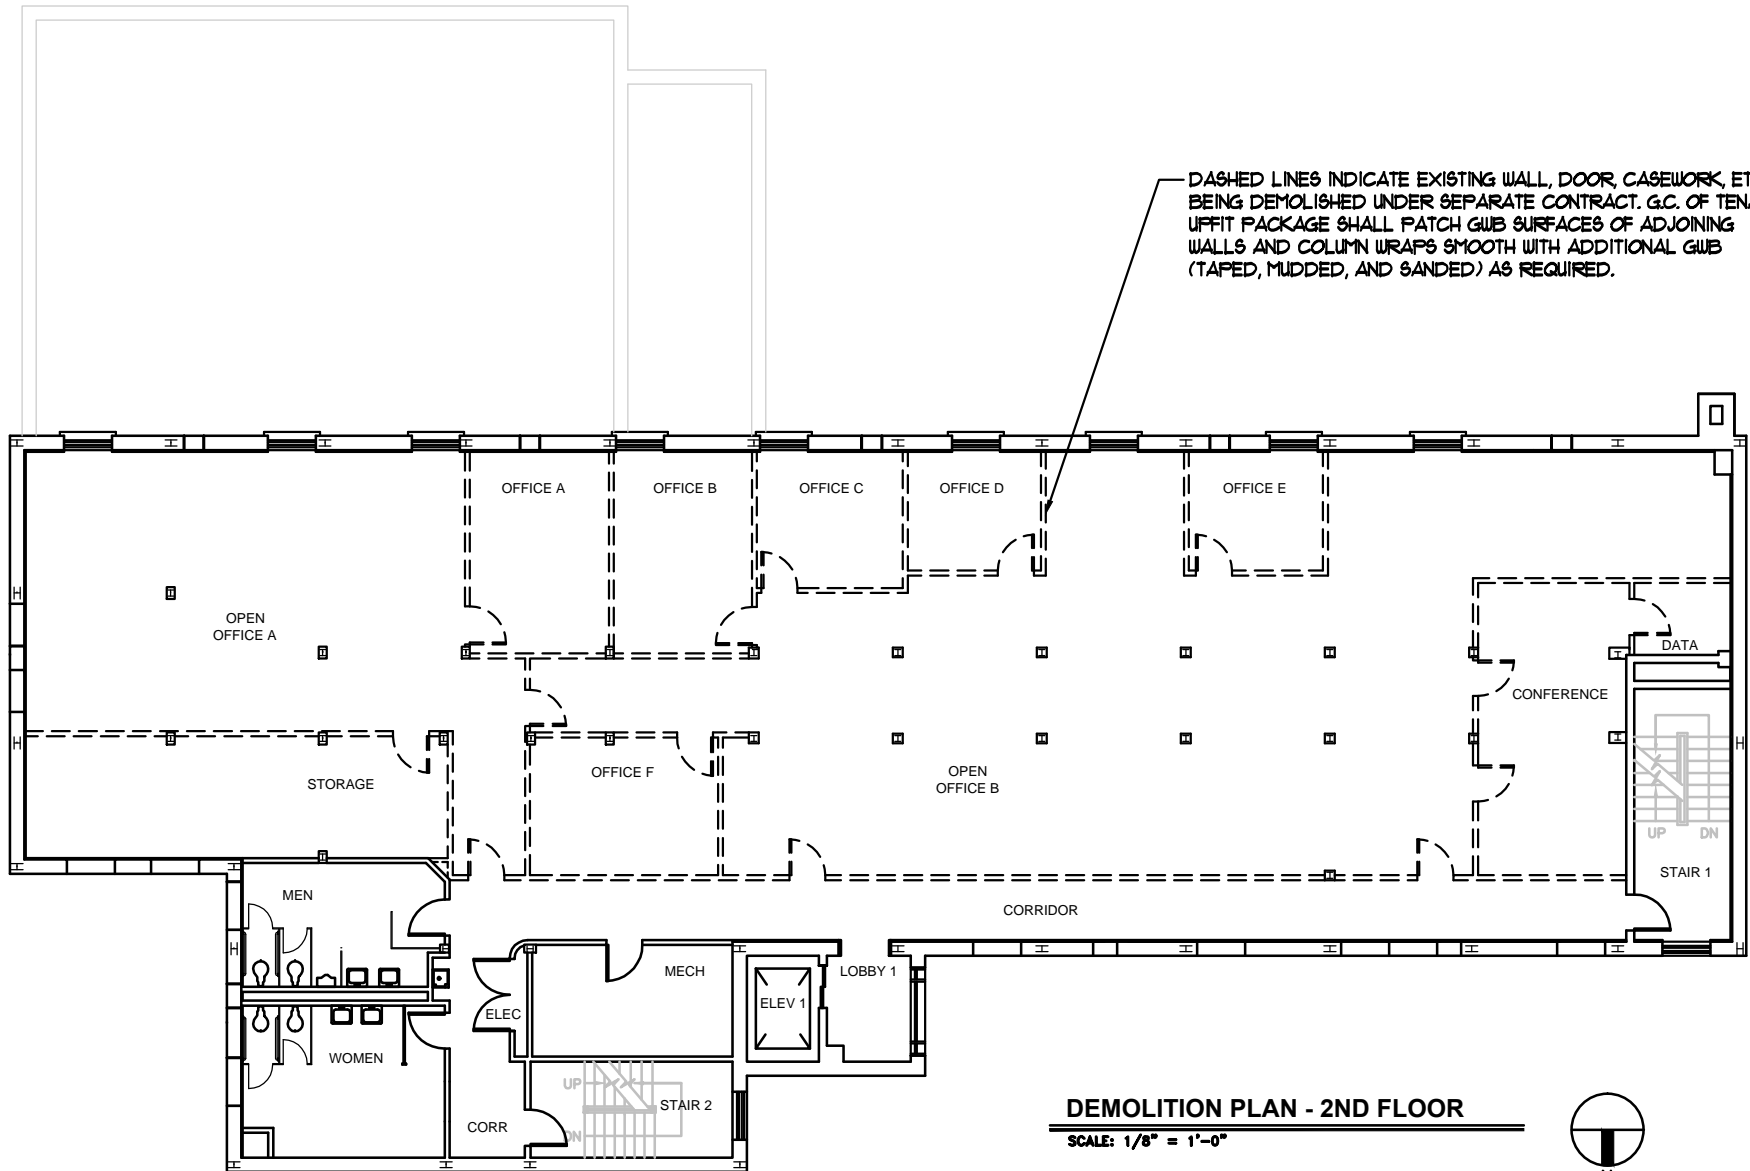 DASHED LINES INDICATE EXISTING WALL, DOOR, CASEWORK,
BEING DEMOLISHED UNDER SEPARATE CONTRACT. G.C. OF
UPFIT PACKAGE SHALL PATCH GWB SURFACES OF ADJOINING
WALLS AND COLUMN WRAPS SMOOTH WITH ADDITIONAL GWB
(TAPED, MUDDED, AND SANDED) AS REQUIRED.
OFFICE A
OFFICE B
OFFICE C
OFFICE D
OFFICE E
OPEN
OFFICE A
DATA
CONFERENCE
STORAGE
OFFICE F
OPEN
OFFICE B
UP
DN
STAIR 1
MEN
CORRIDOR
MECH
LOBBY 1
ELEV 1
ELEC
WOMEN
UP
STAIR 2
DN
CORR
DEMOLITION PLAN - 2ND FLOOR
SCALE: 1/8" = 1'-0"